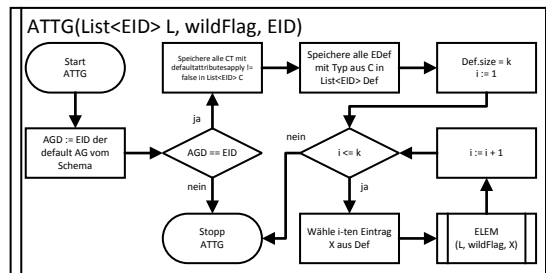 ATTG(List<EID> L, wildFlag, EID)
Start
ATTG
Speichere alle CT mit
defaultattributesapply !=
false in List<EID> C
Speichere alle EDef
mit Typ aus C in
List<EID> Def
Def.size = k
i := 1
ja
nein
AGD := EID der
default AG vom
Schema
AGD == EID
i <= k
i := i + 1
nein
ja
Stopp
ATTG
Wähle i-ten Eintrag
X aus Def
ELEM
(L, wildFlag, X)